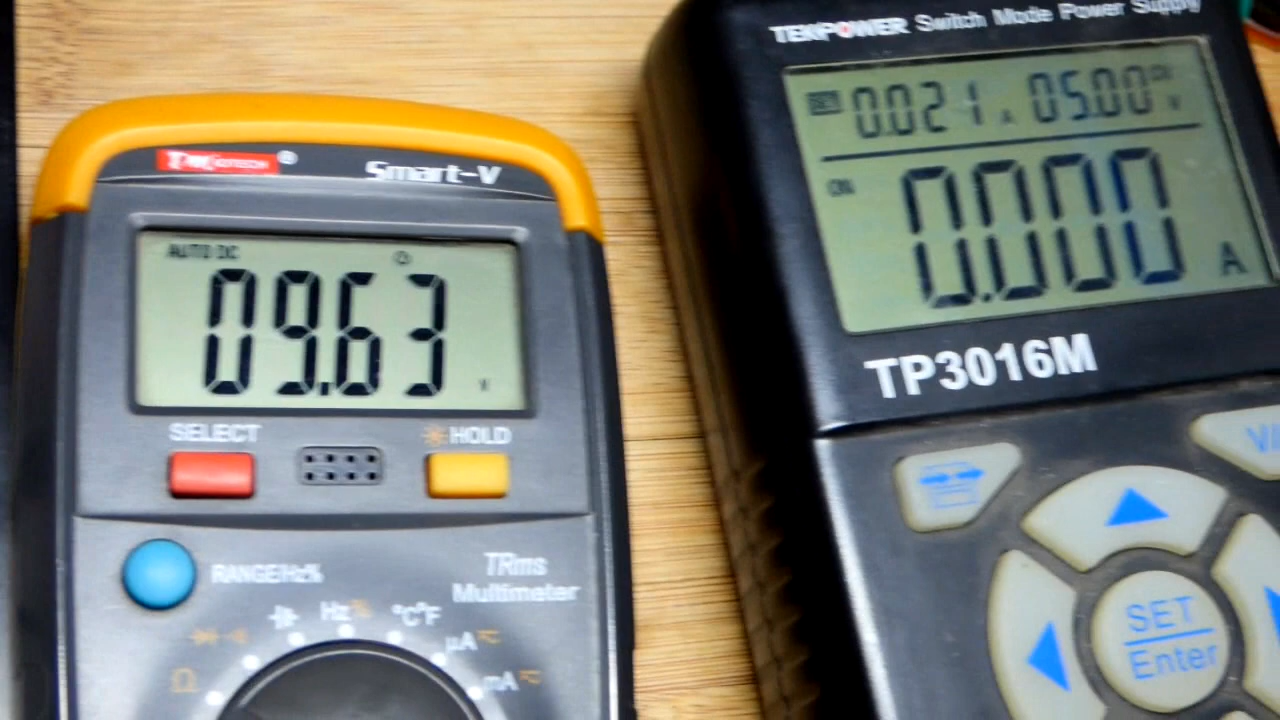 TEKPOWER Switch Mode Power Supply
SET 0.021 A 05.00 V
ON
0.000 A
TP3016M
SET
Enter
Smart-V
AUTO DC
09.63
V
SELECT
HOLD
RANGE/Hz%
TRms
Multimeter
Hz%
°C°F
µA
mA
Ω